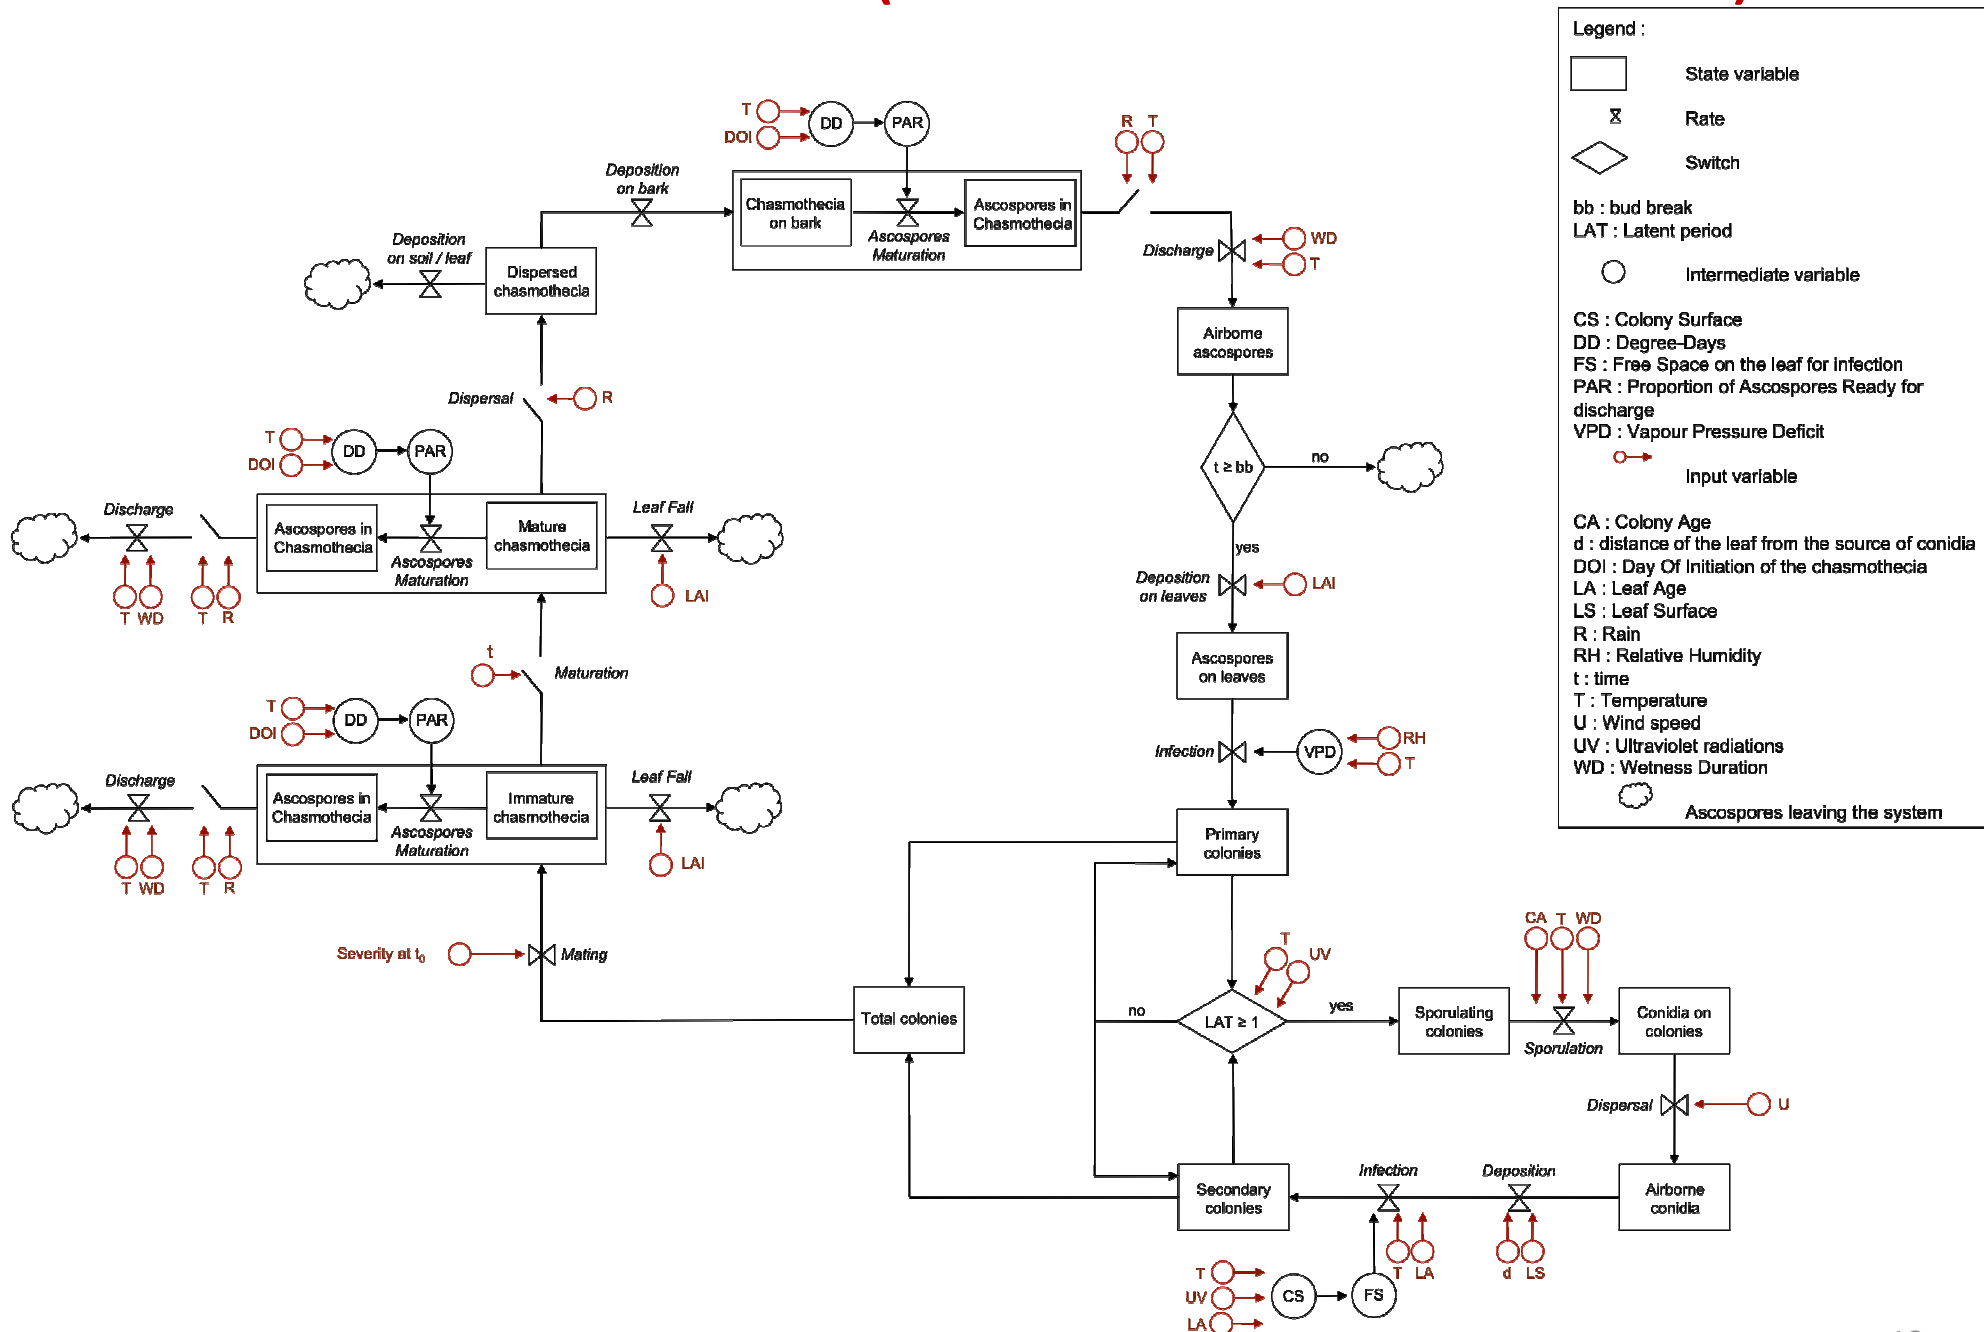 Legend :
State variable
Rate
Switch
bb : bud break
LAT : Latent period
Intermediate variable
CS : Colony Surface
DD : Degree-Days
FS : Free Space on the leaf for infection
PAR : Proportion of Ascospores Ready for
discharge
VPD : Vapour Pressure Deficit
Input variable
CA : Colony Age
d : distance of the leaf from the source of conidia
DOI : Day Of Initiation of the chasmothecia
LA : Leaf Age
LS : Leaf Surface
R : Rain
RH : Relative Humidity
t : time
T : Temperature
U : Wind speed
UV : Ultraviolet radiations
WD : Wetness Duration
Ascospores leaving the system
T
DOI
DD
PAR
R
T
Deposition
on bark
Chasmothecia
on bark
Ascospores
Maturation
Ascospores in
Chasmothecia
Discharge
WD
T
Deposition
on soil / leaf
Dispersed
chasmothecia
Airborne
ascospores
Dispersal
R
T
DOI
DD
PAR
t ≥ bb
no
yes
Discharge
T
WD
T
R
Ascospores in
Chasmothecia
Ascospores
Maturation
Mature
chasmothecia
Leaf Fall
LAI
Deposition
on leaves
LAI
t
Maturation
Ascospores
on leaves
T
DOI
DD
PAR
Infection
VPD
RH
T
Discharge
T
WD
T
R
Ascospores in
Chasmothecia
Ascospores
Maturation
Immature
chasmothecia
Leaf Fall
LAI
Primary
colonies
Severity at t0
Mating
Total colonies
T
UV
no
LAT ≥ 1
yes
Sporulating
colonies
CA
T
WD
Sporulation
Conidia on
colonies
Dispersal
U
Secondary
colonies
Infection
Deposition
Airborne
conidia
T
LA
d
LS
T
UV
LA
CS
FS